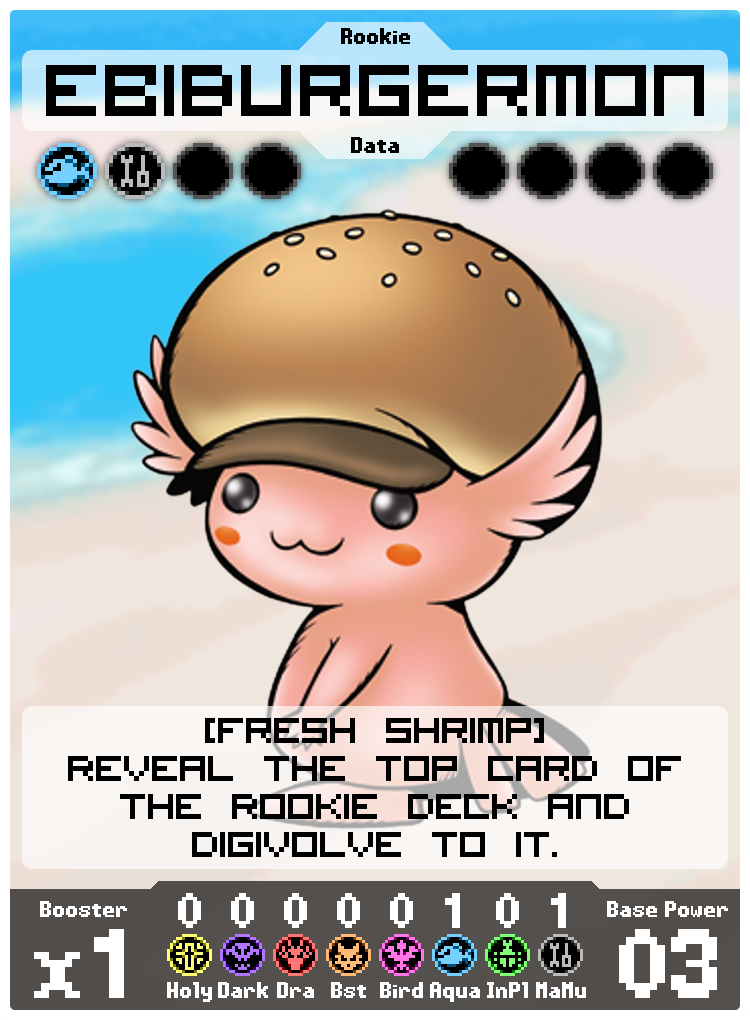 Rookie
EBIBURGERMON
Data
[FRESH SHRIMP]
REVEAL THE TOP CARD OF
THE ROOKIE DECK AND
DIGIVOLVE TO IT.
Booster
x1
0 0 0 0 0 1 0 1
Holy Dark Dra Bst Bird Aqua InPl MaMu
Base Power
03